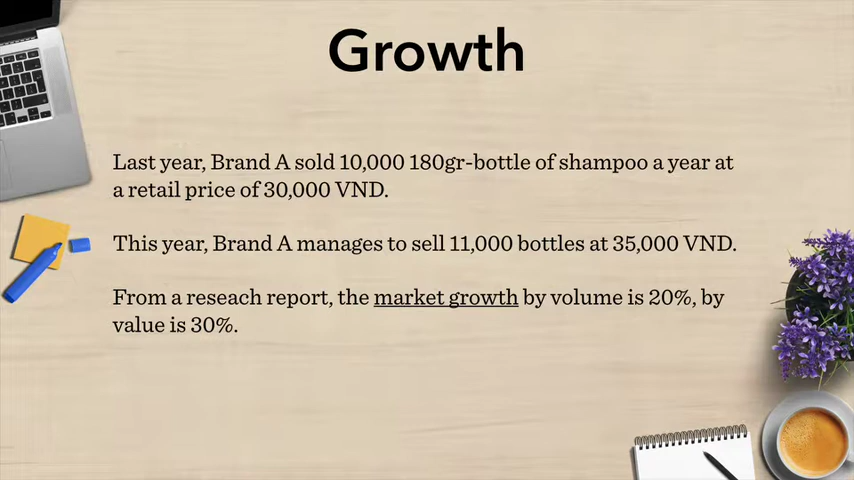 Growth
Last year, Brand A sold 10,000 180gr-bottle of shampoo a year at
a retail price of 30,000 VND.
This year, Brand A manages to sell 11,000 bottles at 35,000 VND.
From a reseach report, the market growth by volume is 20%, by
value is 30%.